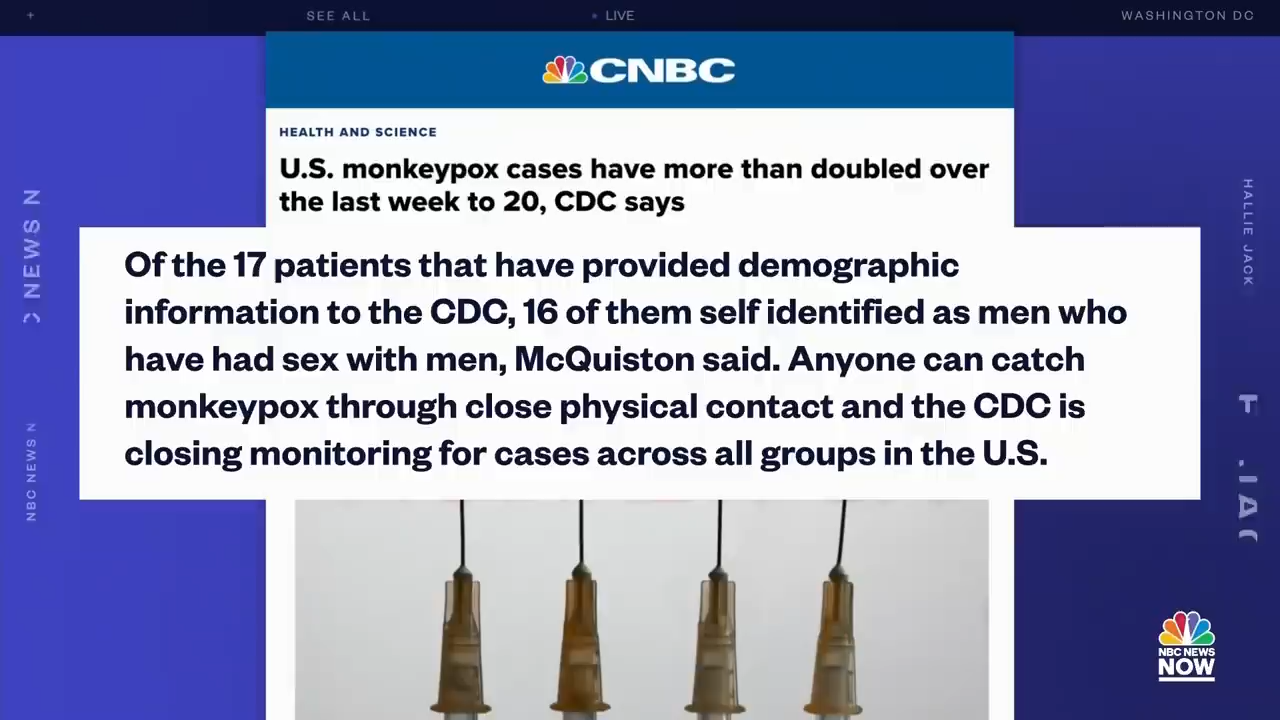 + SEE ALL • LIVE WASHINGTON DC
CNBC
HEALTH AND SCIENCE
U.S. monkeypox cases have more than doubled over
the last week to 20, CDC says
Of the 17 patients that have provided demographic
information to the CDC, 16 of them self identified as men who
have had sex with men, McQuiston said. Anyone can catch
monkeypox through close physical contact and the CDC is
closing monitoring for cases across all groups in the U.S.
NEWS N
NBC NEWS N
HALLIE JACK
NBC NEWS
NOW